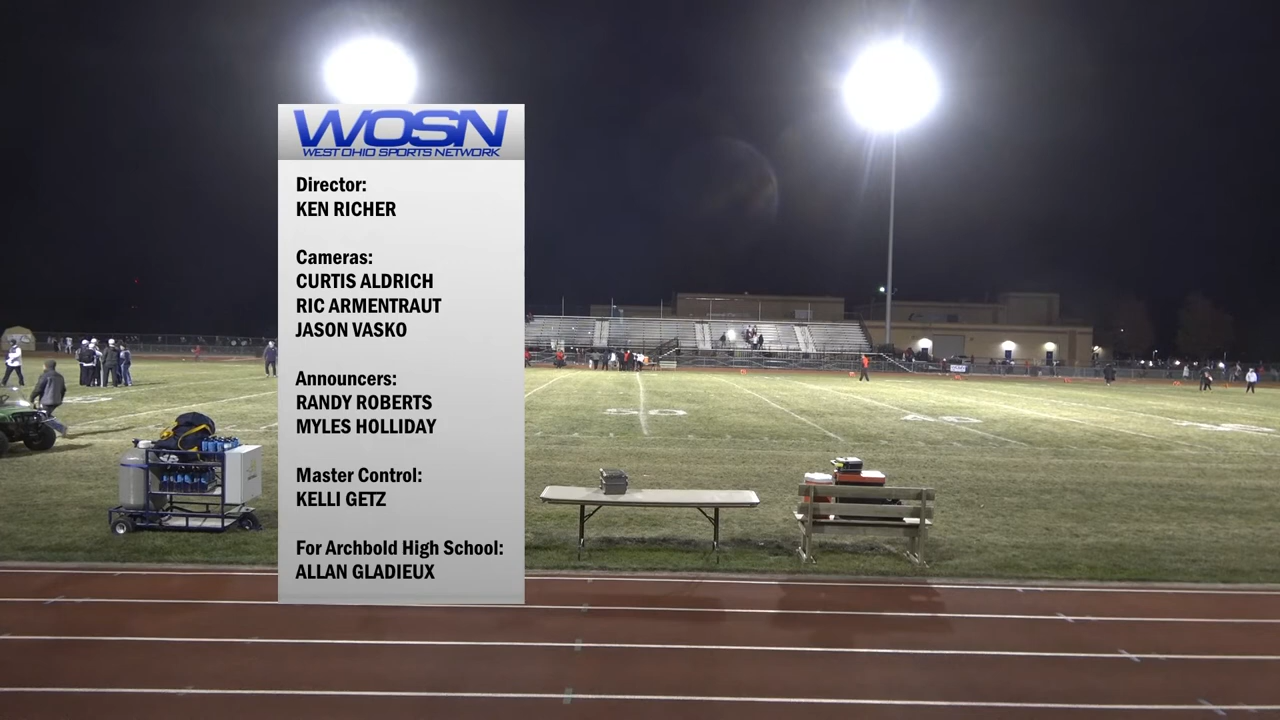 WOSN
WEST OHIO SPORTS NETWORK
Director:
KEN RICHER
Cameras:
CURTIS ALDRICH
RIC ARMENTRAUT
JASON VASKO
Announcers:
RANDY ROBERTS
MYLES HOLLIDAY
Master Control:
KELLI GETZ
For Archbold High School:
ALLAN GLADIEUX
50